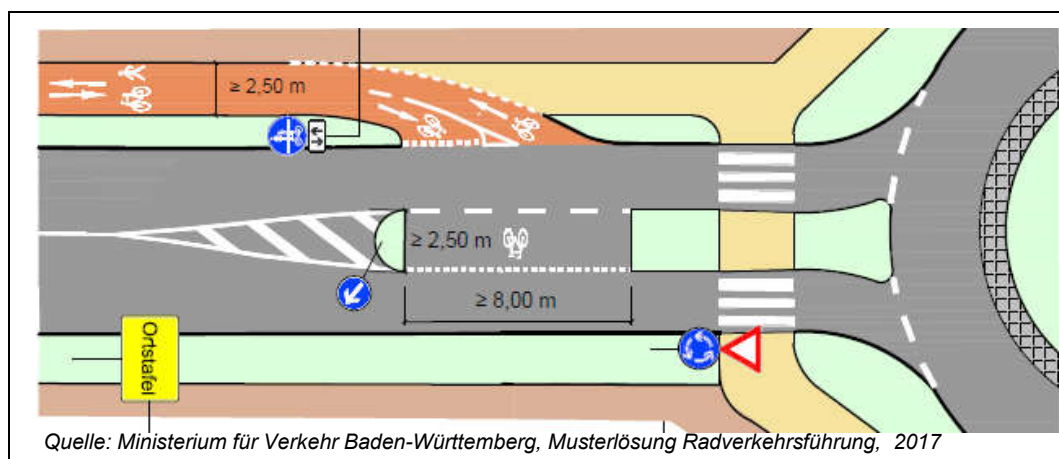 ≥ 2,50 m
≥ 2,50 m
≥ 8,00 m
Ortstafel
Quelle: Ministerium für Verkehr Baden-Württemberg, Musterlösung Radverkehrsführung, 2017